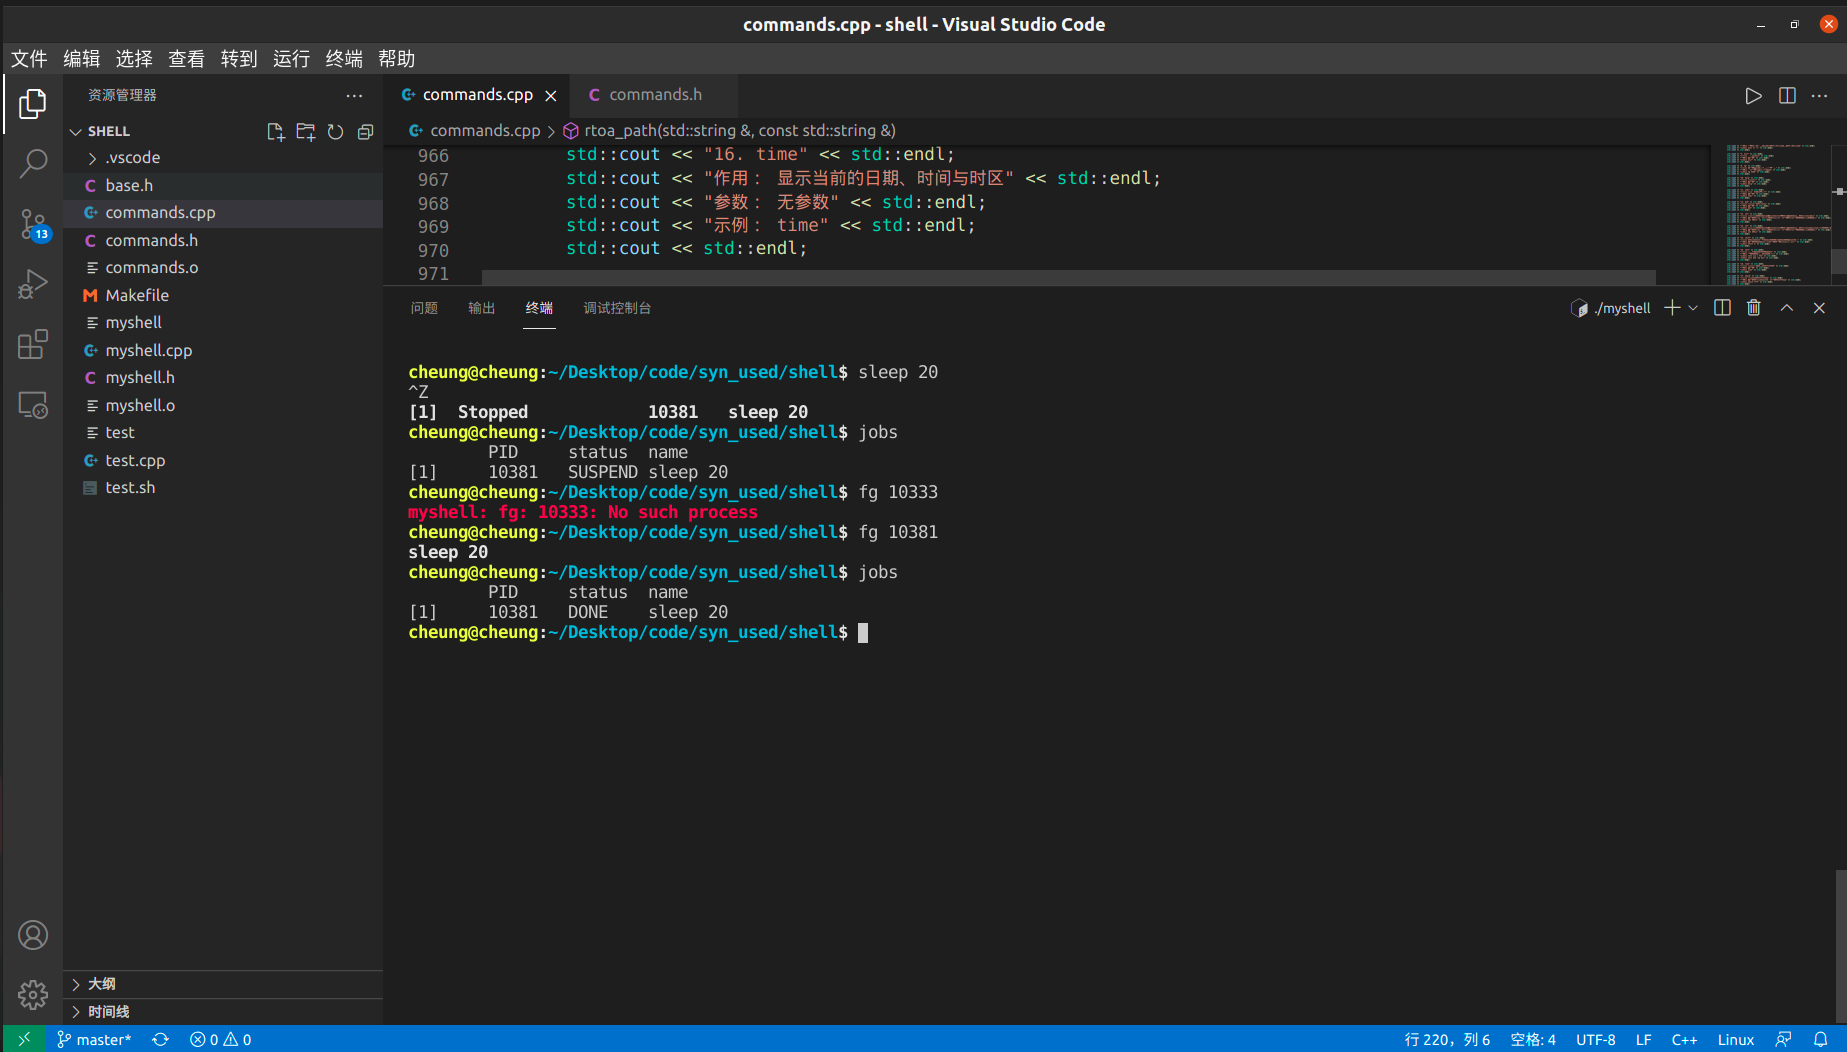 commands.cpp - shell - Visual Studio Code
文件 编辑 选择 查看 转到 运行 终端 帮助
资源管理器
SHELL
.vscode
base.h
commands.cpp
commands.h
commands.o
Makefile
myshell
myshell.cpp
myshell.h
myshell.o
test
test.cpp
test.sh
大纲
时间线
13
commands.cpp commands.h
commands.cpp > rtoa_path(std::string &, const std::string &)
966 std::cout << "16. time" << std::endl;
967 std::cout << "作用： 显示当前的日期、时间与时区" << std::endl;
968 std::cout << "参数： 无参数" << std::endl;
969 std::cout << "示例： time" << std::endl;
970 std::cout << std::endl;
971
问题 输出 终端 调试控制台 ./myshell
cheung@cheung:~/Desktop/code/syn_used/shell$ sleep 20
^Z
[1]  Stopped            10381   sleep 20
cheung@cheung:~/Desktop/code/syn_used/shell$ jobs
        PID     status  name
[1]     10381   SUSPEND sleep 20
cheung@cheung:~/Desktop/code/syn_used/shell$ fg 10333
myshell: fg: 10333: No such process
cheung@cheung:~/Desktop/code/syn_used/shell$ fg 10381
sleep 20
cheung@cheung:~/Desktop/code/syn_used/shell$ jobs
        PID     status  name
[1]     10381   DONE    sleep 20
cheung@cheung:~/Desktop/code/syn_used/shell$
master* 0 0 行 220，列 6 空格: 4 UTF-8 LF C++ Linux